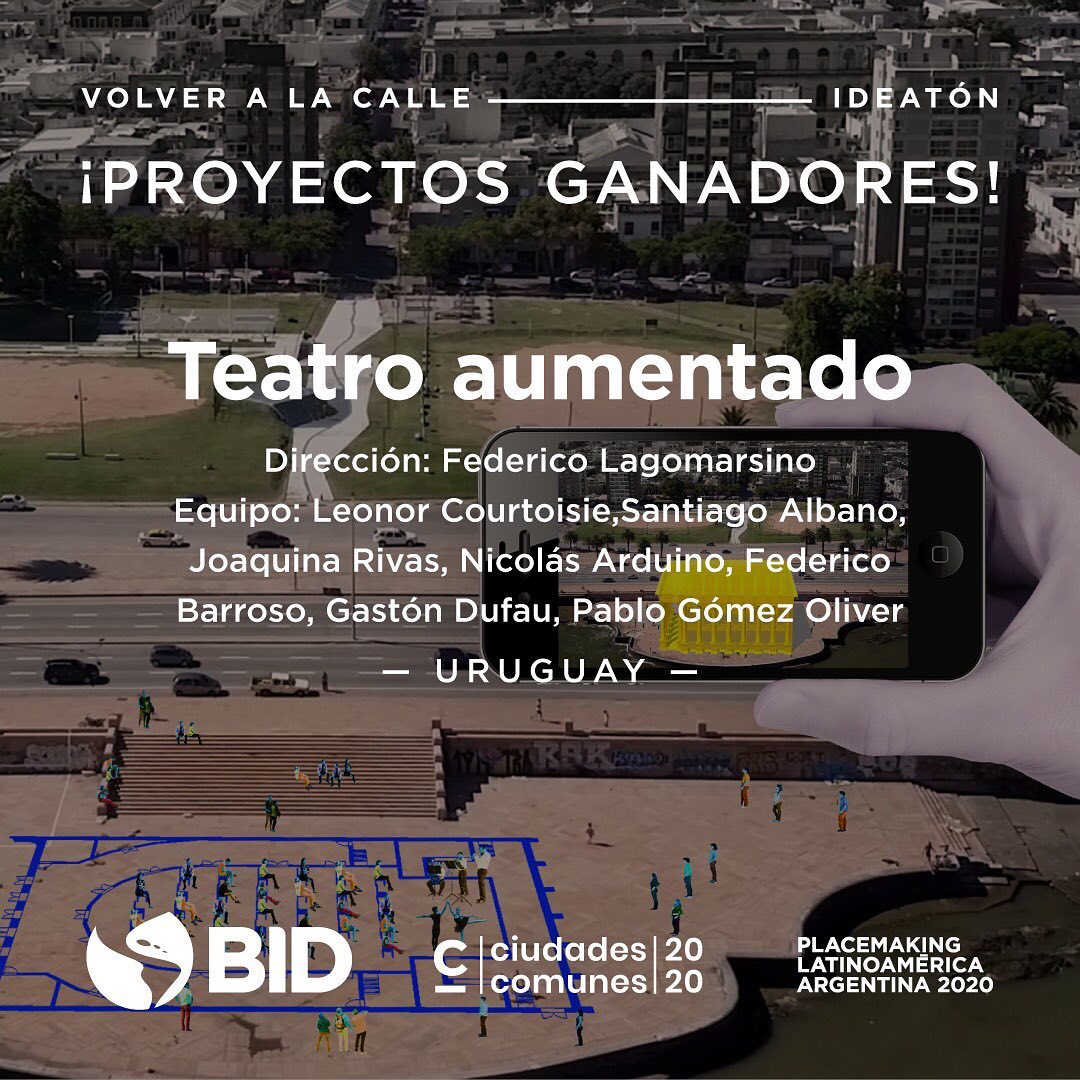 VOLVER A LA CALLE — IDEATÓN
¡PROYECTOS GANADORES!
Teatro aumentado
Dirección: Federico Lagomarsino
Equipo: Leonor Courtoisie,Santiago Albano,
Joaquina Rivas, Nicolás Arduino, Federico
Barroso, Gastón Dufau, Pablo Gómez Oliver
— URUGUAY —
BID
C ciudades comunes 20 20
PLACEMAKING
LATINOAMÉRICA
ARGENTINA 2020